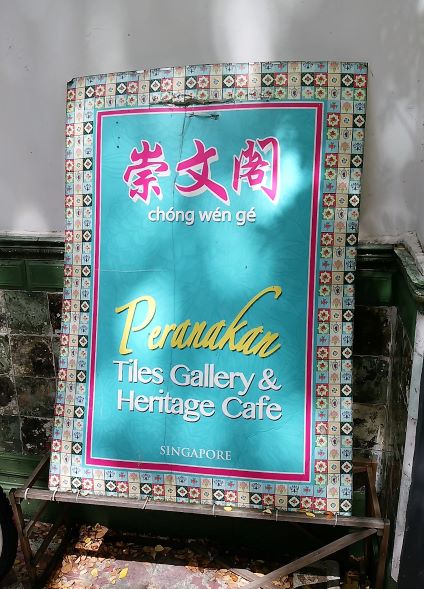 崇文阁
chóng wén gé
Peranakan
Tiles Gallery &
Heritage Cafe
SINGAPORE